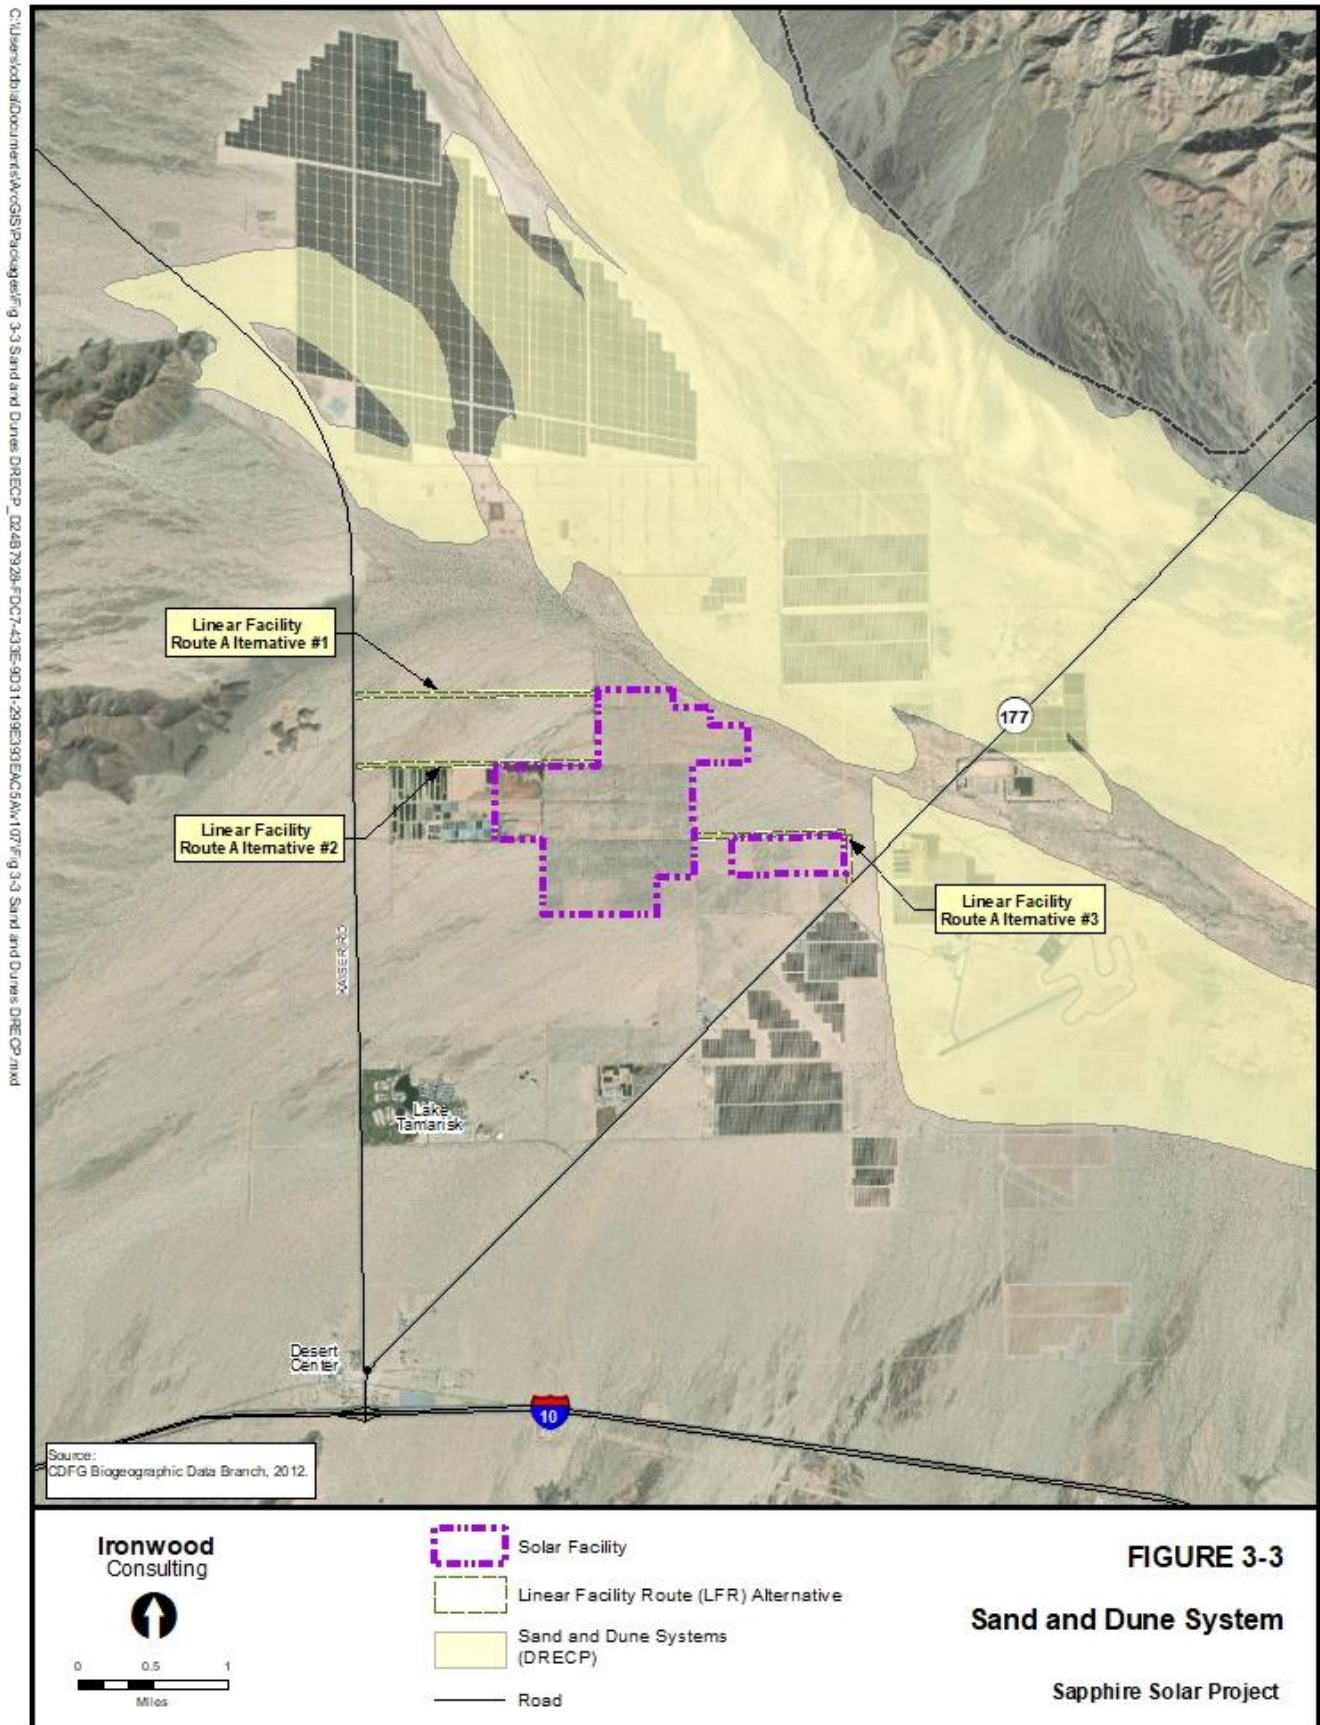 Linear Facility
Route A lternative #1
Linear Facility
Route A lternative #2
177
Linear Facility
Route A lternative #3
KAISER RD
Lake
Tamarisk
Desert
Center
10
Source:
CDFG Biogeographic Data Branch, 2012.
Ironwood
Consulting
0 0.5 1
Miles
Solar Facility
Linear Facility Route (LFR) Alternative
Sand and Dune Systems
(DRECP)
Road
FIGURE 3-3
Sand and Dune System
Sapphire Solar Project